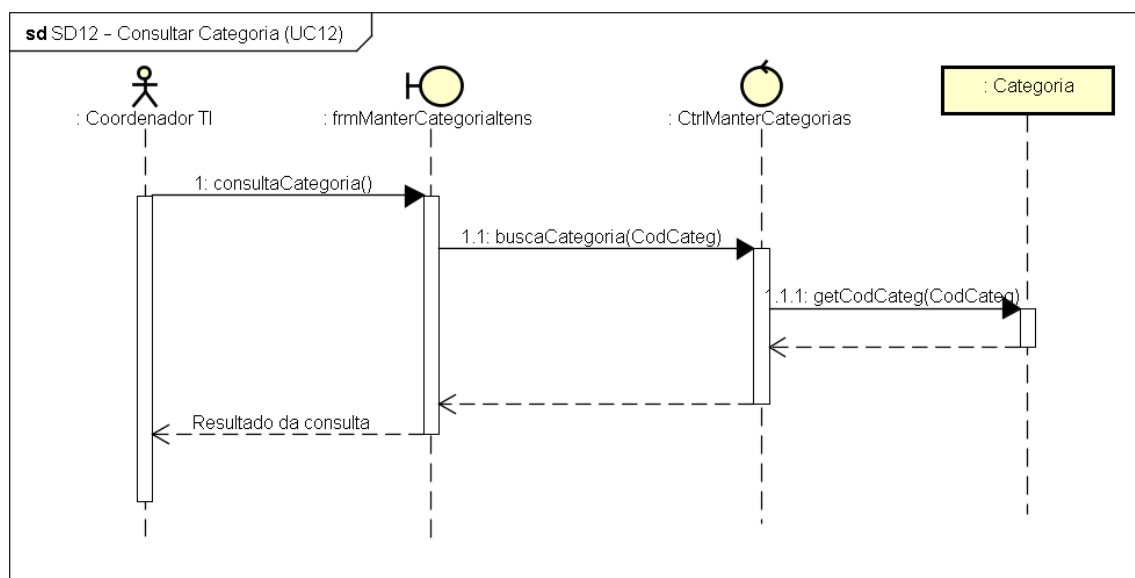 sd SD12 – Consultar Categoria (UC12)
: Coordenador TI
: frmManterCategoriaItens
: CtrlManterCategorias
: Categoria
1: consultaCategoria()
1.1: buscaCategoria(CodCateg)
1.1.1: getCodCateg(CodCateg)
Resultado da consulta